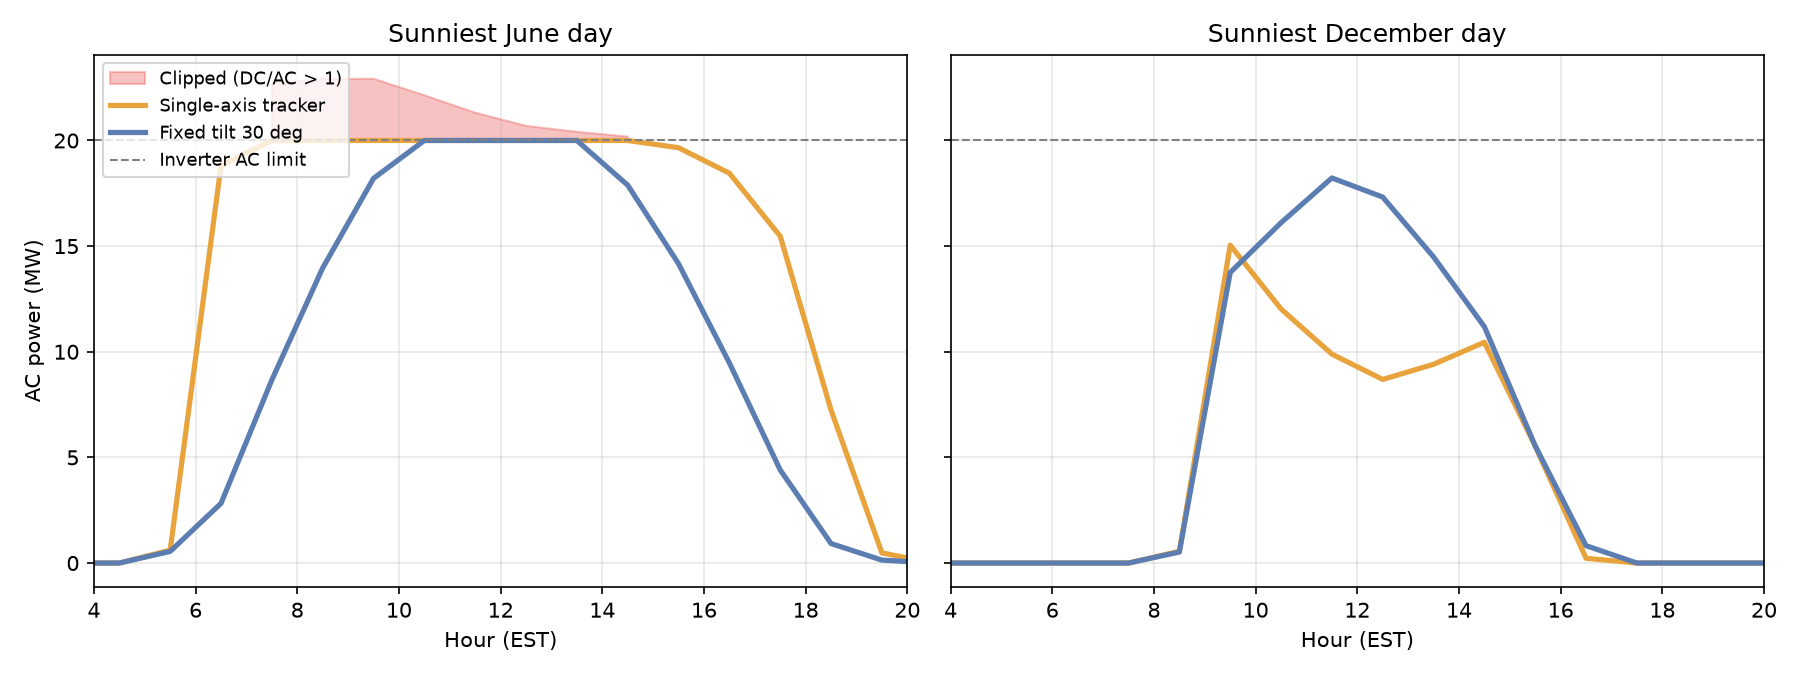 Sunniest June day
Clipped (DC/AC > 1)
Single-axis tracker
Fixed tilt 30 deg
Inverter AC limit
AC power (MW)
20
15
10
5
0
4 6 8 10 12 14 16 18 20
Hour (EST)
Sunniest December day
4 6 8 10 12 14 16 18 20
Hour (EST)